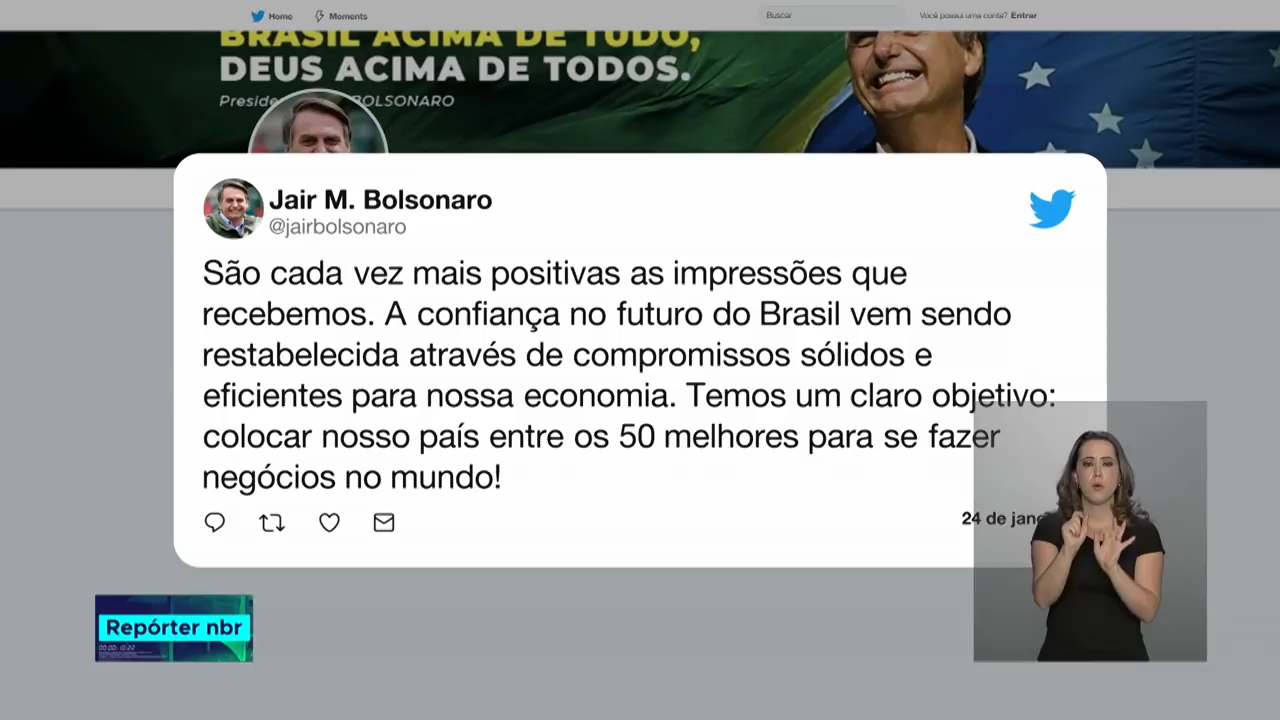 Home Moments Buscar Você possui uma conta? Entrar
BRASIL ACIMA DE TUDO,
DEUS ACIMA DE TODOS.
BOLSONARO
Jair M. Bolsonaro
@jairbolsonaro
São cada vez mais positivas as impressões que
recebemos. A confiança no futuro do Brasil vem sendo
restabelecida através de compromissos sólidos e
eficientes para nossa economia. Temos um claro objetivo:
colocar nosso país entre os 50 melhores para se fazer
negócios no mundo!
24 de
Repórter nbr